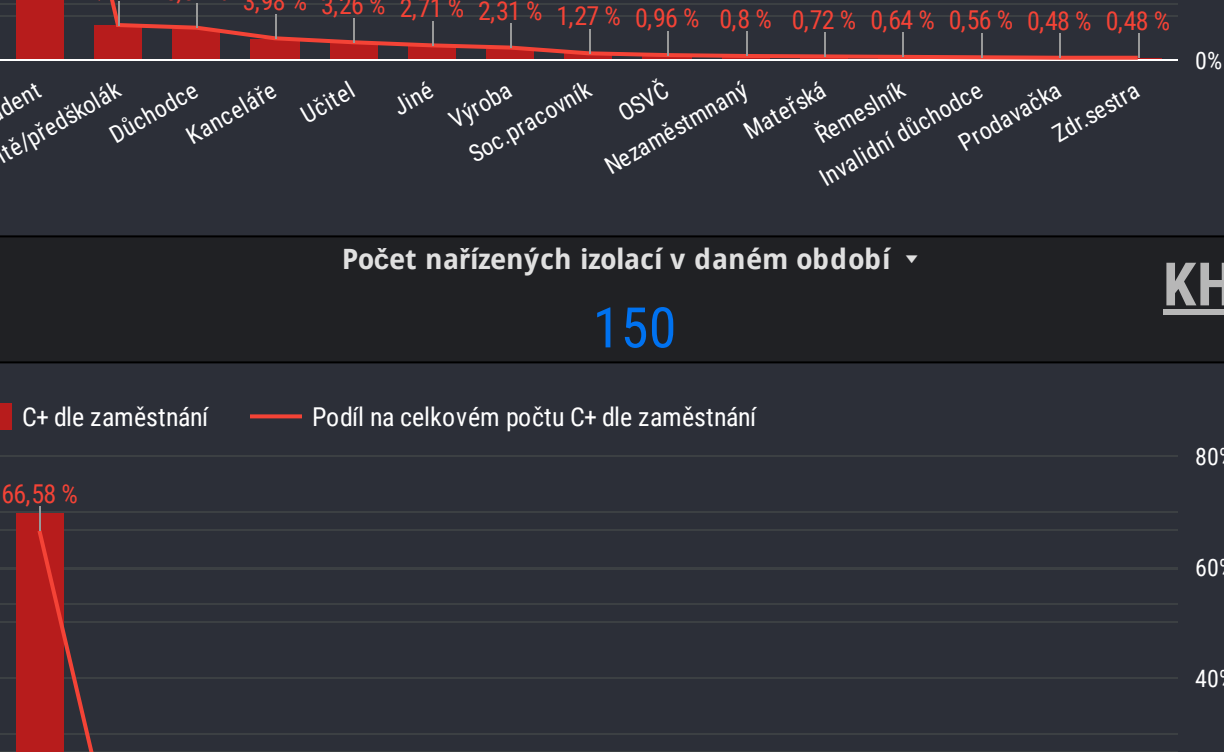 3,98 % 3,26 % 2,71 % 2,31 % 1,27 % 0,96 % 0,8 % 0,72 % 0,64 % 0,56 % 0,48 % 0,48 %
0%
Důchodce
Kanceláře
Učitel
Jiné
Výroba
Soc.pracovník
OSVČ
Nezaměstmnaný
Mateřská
Řemeslník
Invalidní důchodce
Prodavačka
Zdr.sestra
Počet nařízených izolací v daném období
KH
150
C+ dle zaměstnání
Podíl na celkovém počtu C+ dle zaměstnání
80%
66,58 %
60%
40%